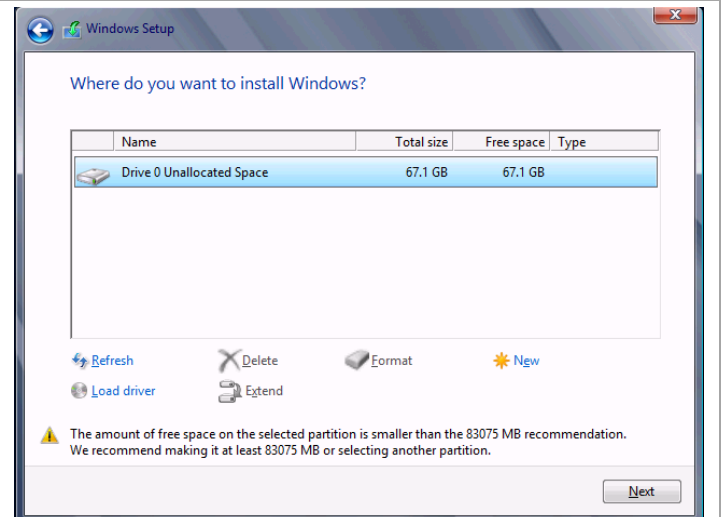 Windows Setup
Where do you want to install Windows?
Name Total size Free space Type
Drive 0 Unallocated Space 67.1 GB 67.1 GB
Refresh Delete Format New
Load driver Extend
The amount of free space on the selected partition is smaller than the 83075 MB recommendation.
We recommend making it at least 83075 MB or selecting another partition.
Next